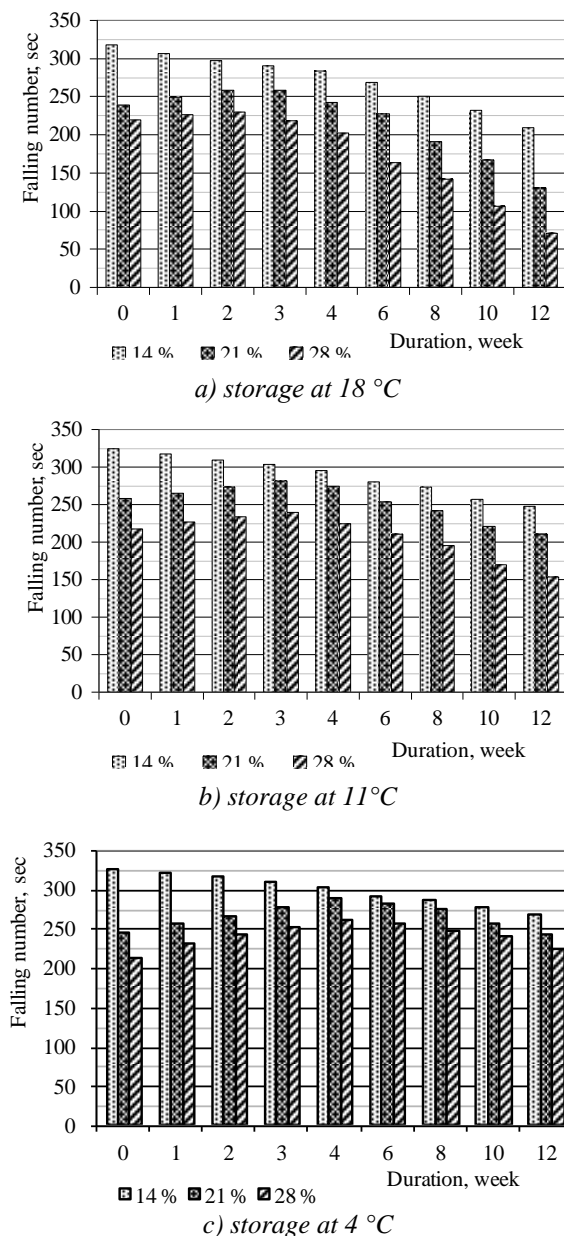 350
300
250
200
150
100
50
0
Falling number, sec
0 1 2 3 4 6 8 10 12
Duration, week
14 % 21 % 28 %
a) storage at 18 °C
350
300
250
200
150
100
50
0
Falling number, sec
0 1 2 3 4 6 8 10 12
Duration, week
14 % 21 % 28 %
b) storage at 11°C
350
300
250
200
150
100
50
0
Falling number, sec
0 1 2 3 4 6 8 10 12
Duration, week
14 % 21 % 28 %
c) storage at 4 °C